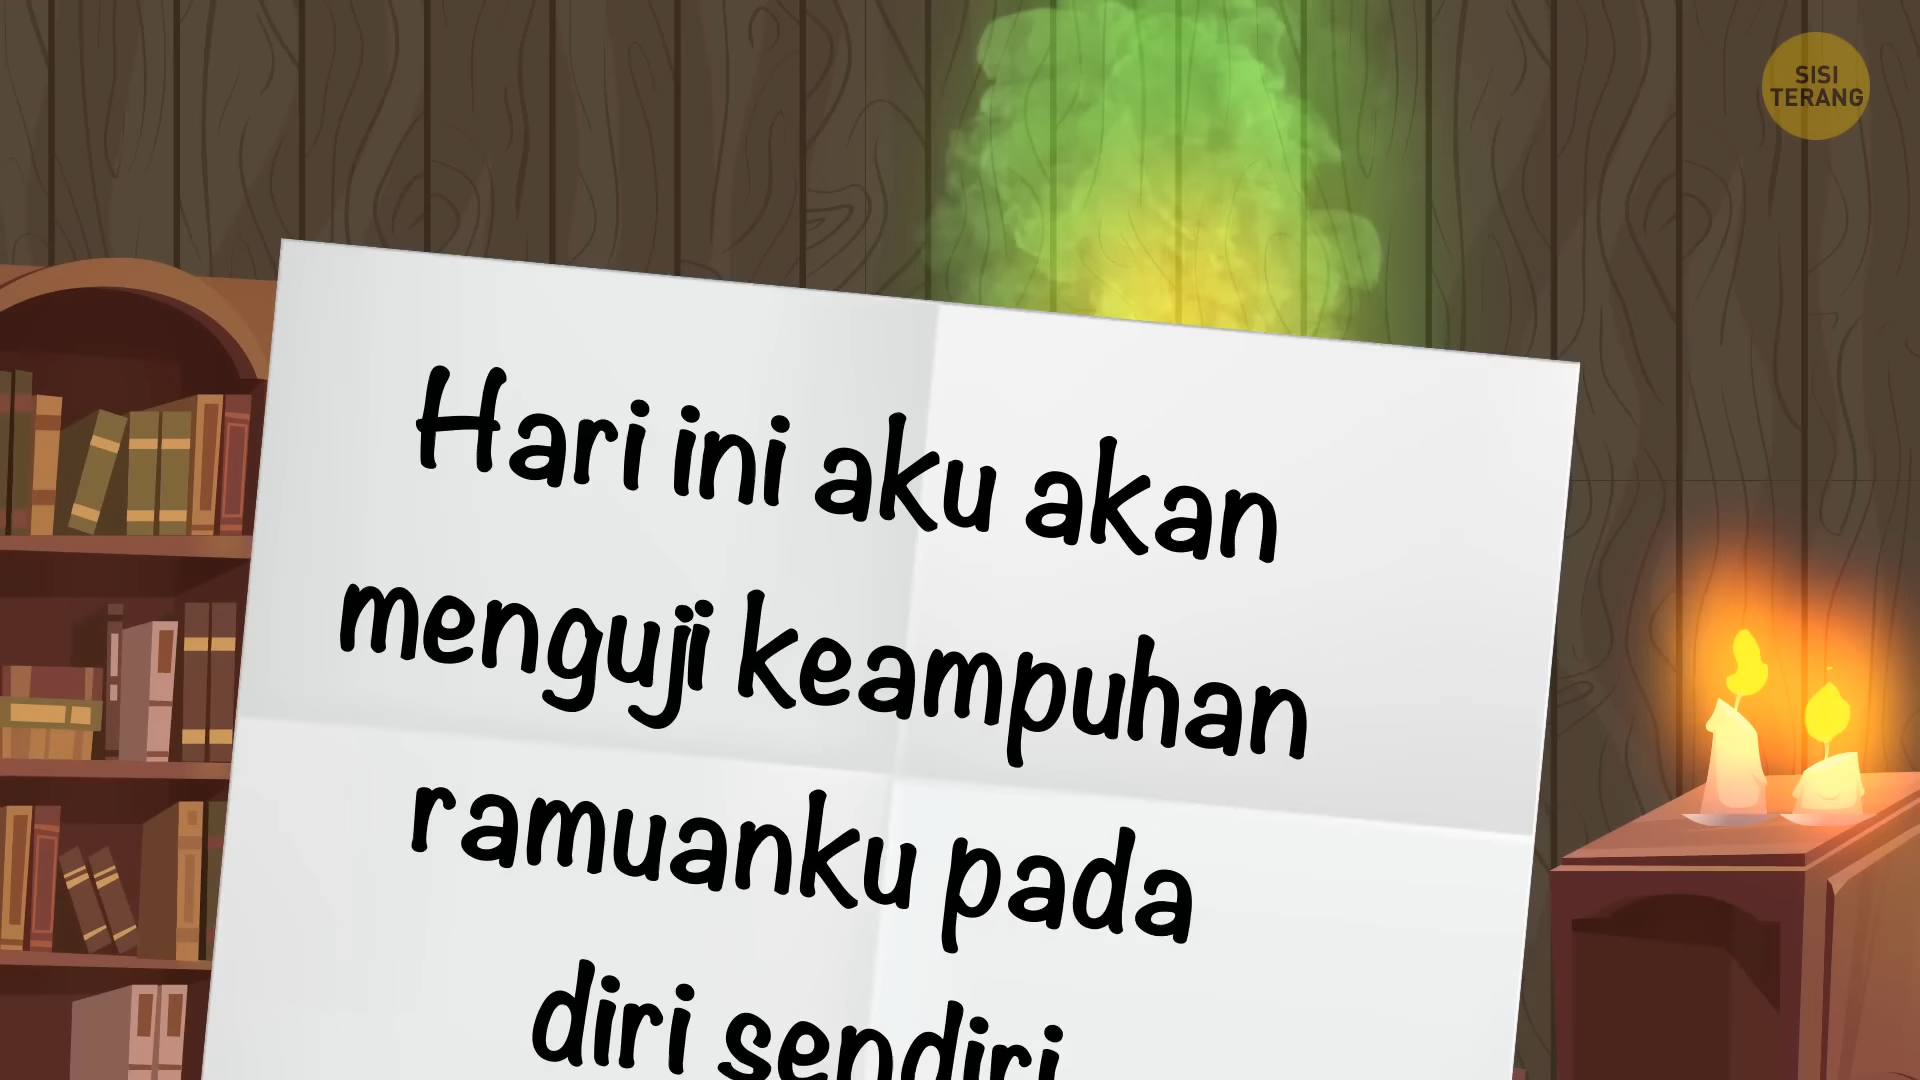 SISI
TERANG
Hari ini aku akan
menguji keampuhan
ramuanku pada
diri sendiri